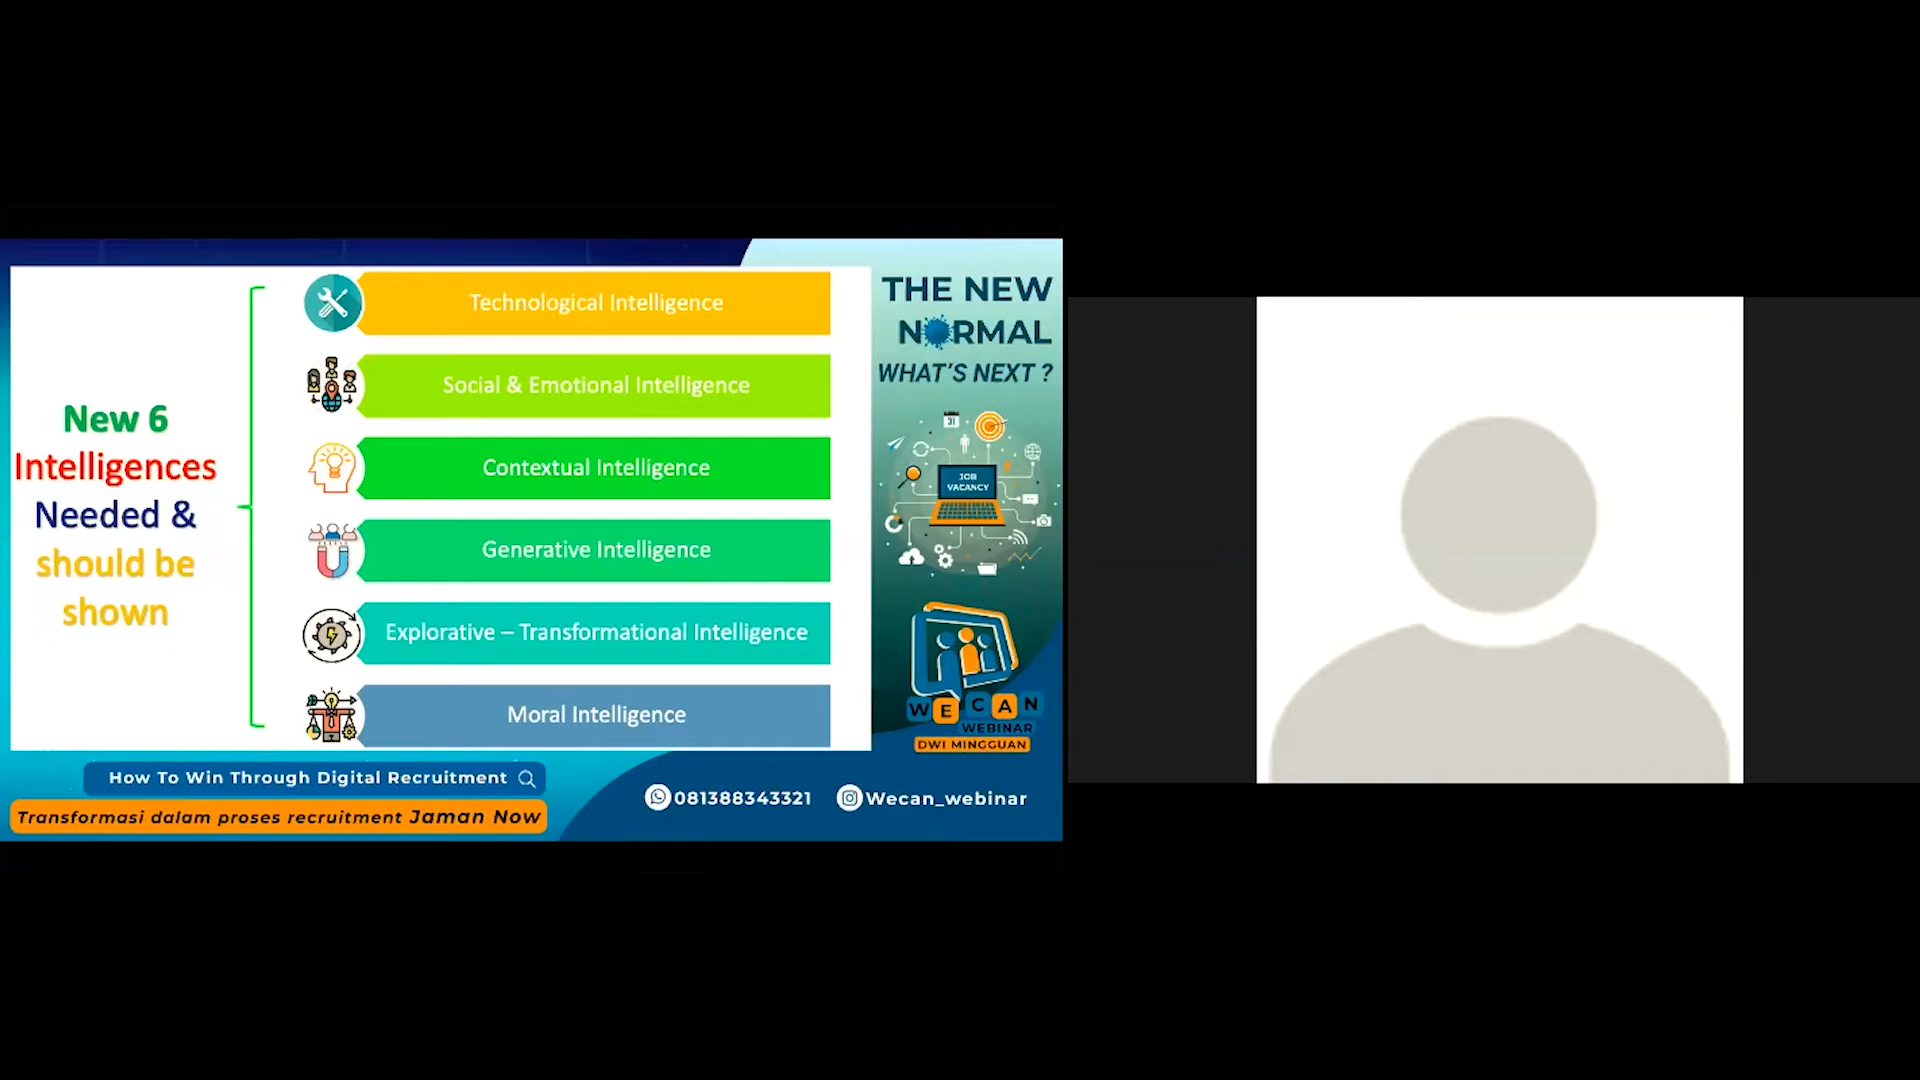 New 6
Intelligences
Needed &
should be
shown
Technological Intelligence
Social & Emotional Intelligence
Contextual Intelligence
Generative Intelligence
Explorative – Transformational Intelligence
Moral Intelligence
THE NEW
NORMAL
WHAT'S NEXT ?
31
JOB
VACANCY
WECAN
WEBINAR
DWI MINGGUAN
How To Win Through Digital Recruitment
Transformasi dalam proses recruitment Jaman Now
081388343321
Wecan_webinar